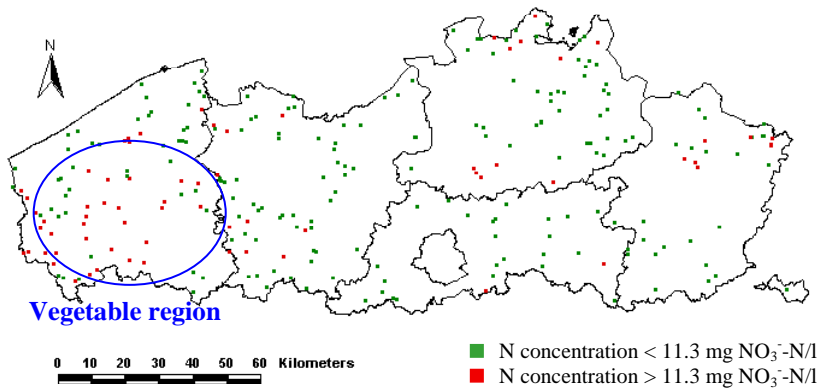 N
Vegetable region
0 10 20 30 40 50 60 Kilometers
N concentration < 11.3 mg NO₃⁻-N/l
N concentration > 11.3 mg NO₃⁻-N/l